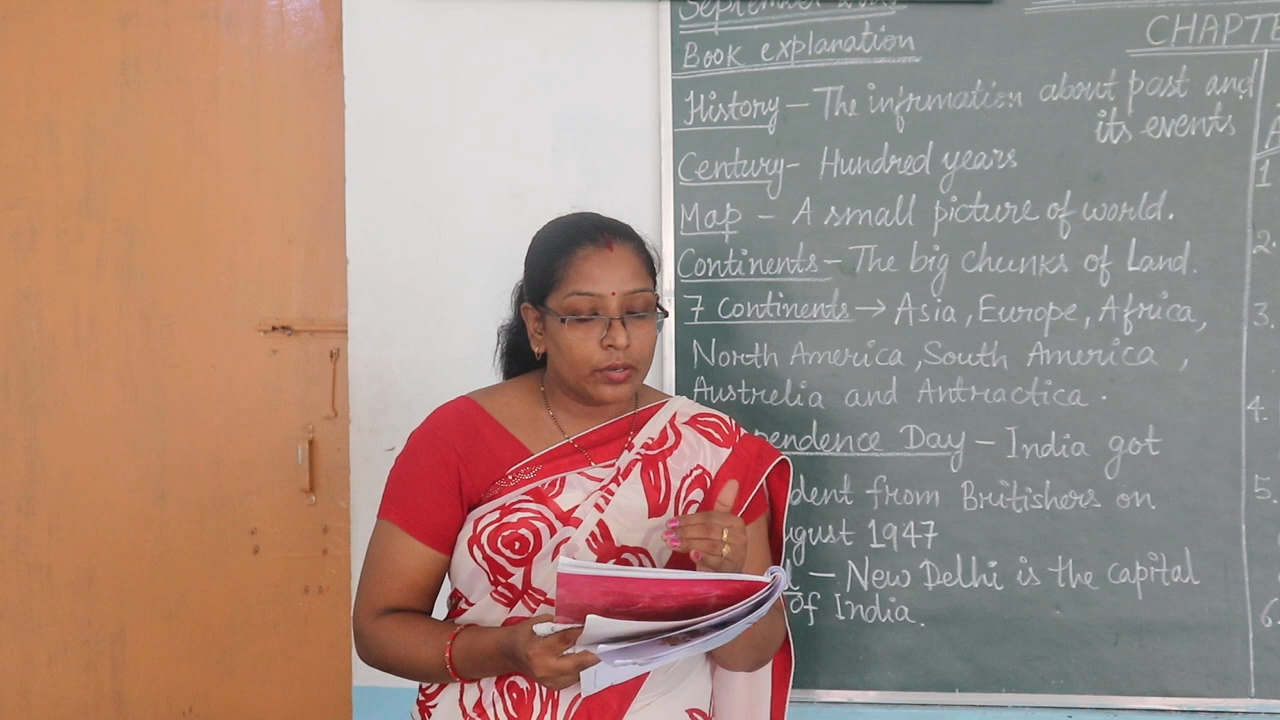 September
Book explanation
CHAPTE
History – The infrmation about past and
its events
Century- Hundred years
Map – A small picture of world.
Continents – The big chunks of Land.
7 Continents → Asia, Europe, Africa,
North America, South America,
Austrelia and Antractica.
pendence Day – India got
dent from Britishers on
gust 1947
– New Delhi is the capital
of India.
1
2.
3.
4.
5.
6.